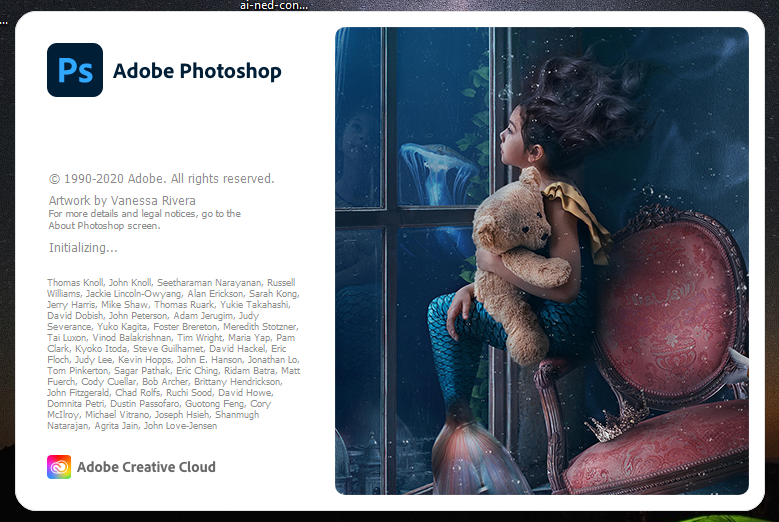 ai-ned-con...
...
Ps
Adobe Photoshop
© 1990-2020 Adobe. All rights reserved.
Artwork by Vanessa Rivera
For more details and legal notices, go to the
About Photoshop screen.
Initializing...
Thomas Knoll, John Knoll, Seetharaman Narayanan, Russell
Williams, Jackie Lincoln-Owyang, Alan Erickson, Sarah Kong,
Jerry Harris, Mike Shaw, Thomas Ruark, Yukie Takahashi,
David Dobish, John Peterson, Adam Jerugim, Judy
Severance, Yuko Kagita, Foster Brereton, Meredith Stotzner,
Tai Luxon, Vinod Balakrishnan, Tim Wright, Maria Yap, Pam
Clark, Kyoko Itoda, Steve Guilhamet, David Hackel, Eric
Floch, Judy Lee, Kevin Hopps, John E. Hanson, Jonathan Lo,
Tom Pinkerton, Sagar Pathak, Eric Ching, Ridam Batra, Matt
Fuerch, Cody Cuellar, Bob Archer, Brittany Hendrickson,
John Fitzgerald, Chad Rolfs, Ruchi Sood, David Howe,
Domnita Petri, Dustin Passofaro, Guotong Feng, Cory
McIlroy, Michael Vitrano, Joseph Hsieh, Shanmugh
Natarajan, Agrita Jain, John Love-Jensen
Adobe Creative Cloud